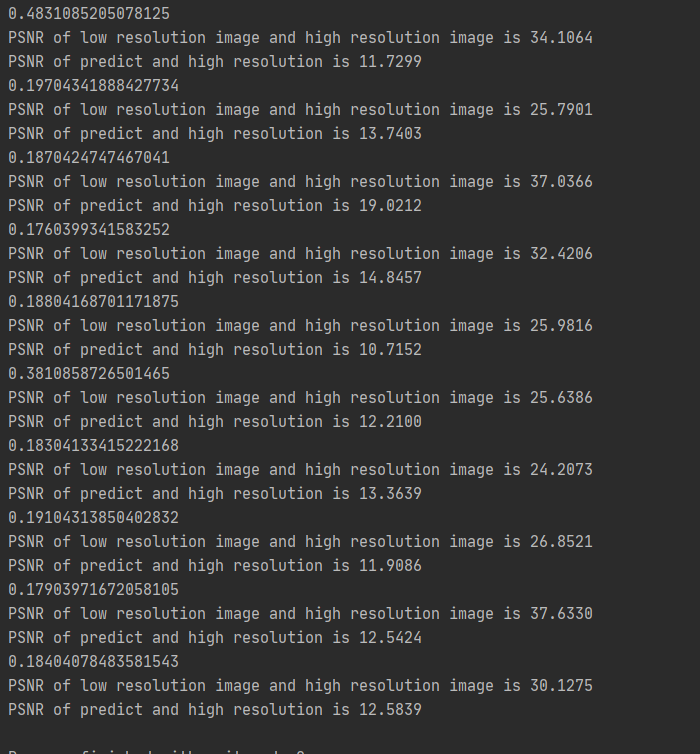 0.4831085205078125
PSNR of low resolution image and high resolution image is 34.1064
PSNR of predict and high resolution is 11.7299
0.19704341888427734
PSNR of low resolution image and high resolution image is 25.7901
PSNR of predict and high resolution is 13.7403
0.1870424747467041
PSNR of low resolution image and high resolution image is 37.0366
PSNR of predict and high resolution is 19.0212
0.1760399341583252
PSNR of low resolution image and high resolution image is 32.4206
PSNR of predict and high resolution is 14.8457
0.18804168701171875
PSNR of low resolution image and high resolution image is 25.9816
PSNR of predict and high resolution is 10.7152
0.3810858726501465
PSNR of low resolution image and high resolution image is 25.6386
PSNR of predict and high resolution is 12.2100
0.18304133415222168
PSNR of low resolution image and high resolution image is 24.2073
PSNR of predict and high resolution is 13.3639
0.19104313850402832
PSNR of low resolution image and high resolution image is 26.8521
PSNR of predict and high resolution is 11.9086
0.17903971672058105
PSNR of low resolution image and high resolution image is 37.6330
PSNR of predict and high resolution is 12.5424
0.18404078483581543
PSNR of low resolution image and high resolution image is 30.1275
PSNR of predict and high resolution is 12.5839